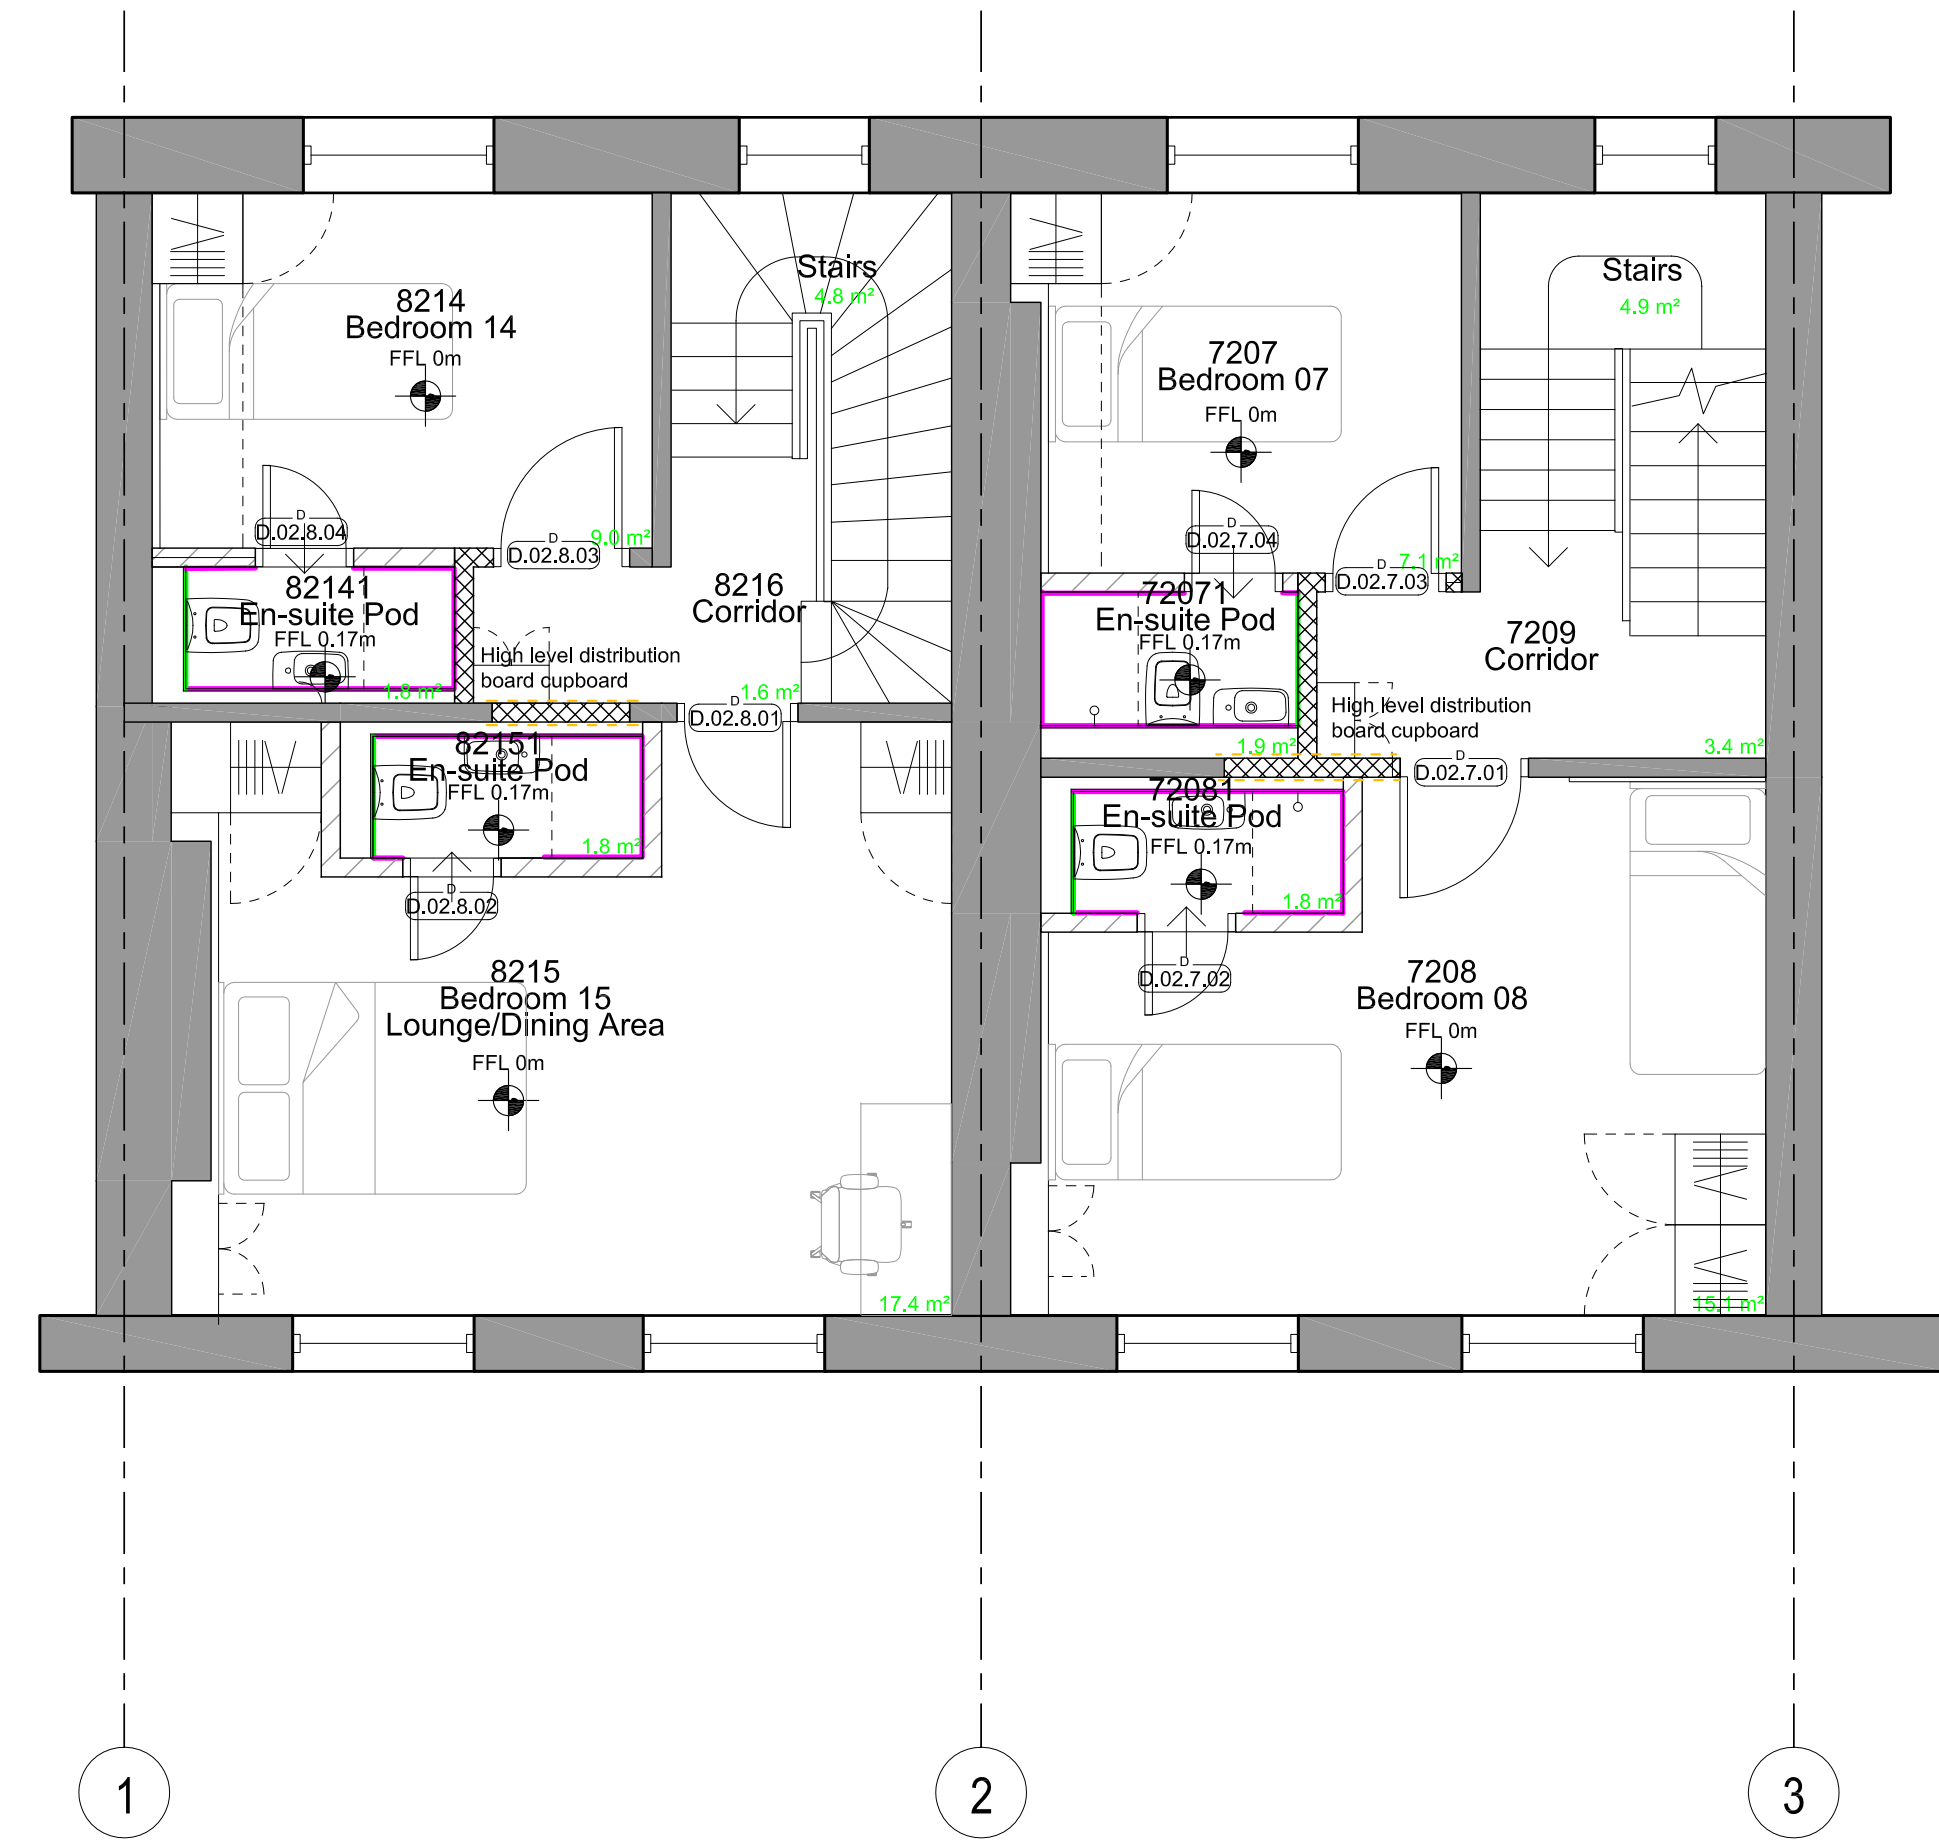 Stairs
4.8 m²
Stairs
4.9 m²
8214
Bedroom 14
FFL 0m
7207
Bedroom 07
FFL 0m
D
D.02.8.04
D
D.02.8.03
9.0 m²
D
D.02.7.04
D
D.02.7.03
7.1 m²
82141
En-suite Pod
FFL 0.17m
1.8 m²
8216
Corridor
1.6 m²
High level distribution
board cupboard
D
D.02.8.01
72071
En-suite Pod
FFL 0.17m
1.9 m²
7209
Corridor
3.4 m²
High level distribution
board cupboard
D
D.02.7.01
82151
En-suite Pod
FFL 0.17m
1.8 m²
D
D.02.8.02
72081
En-suite Pod
FFL 0.17m
1.8 m²
D
D.02.7.02
8215
Bedroom 15
Lounge/Dining Area
FFL 0m
17.4 m²
7208
Bedroom 08
FFL 0m
15.1 m²
1
2
3